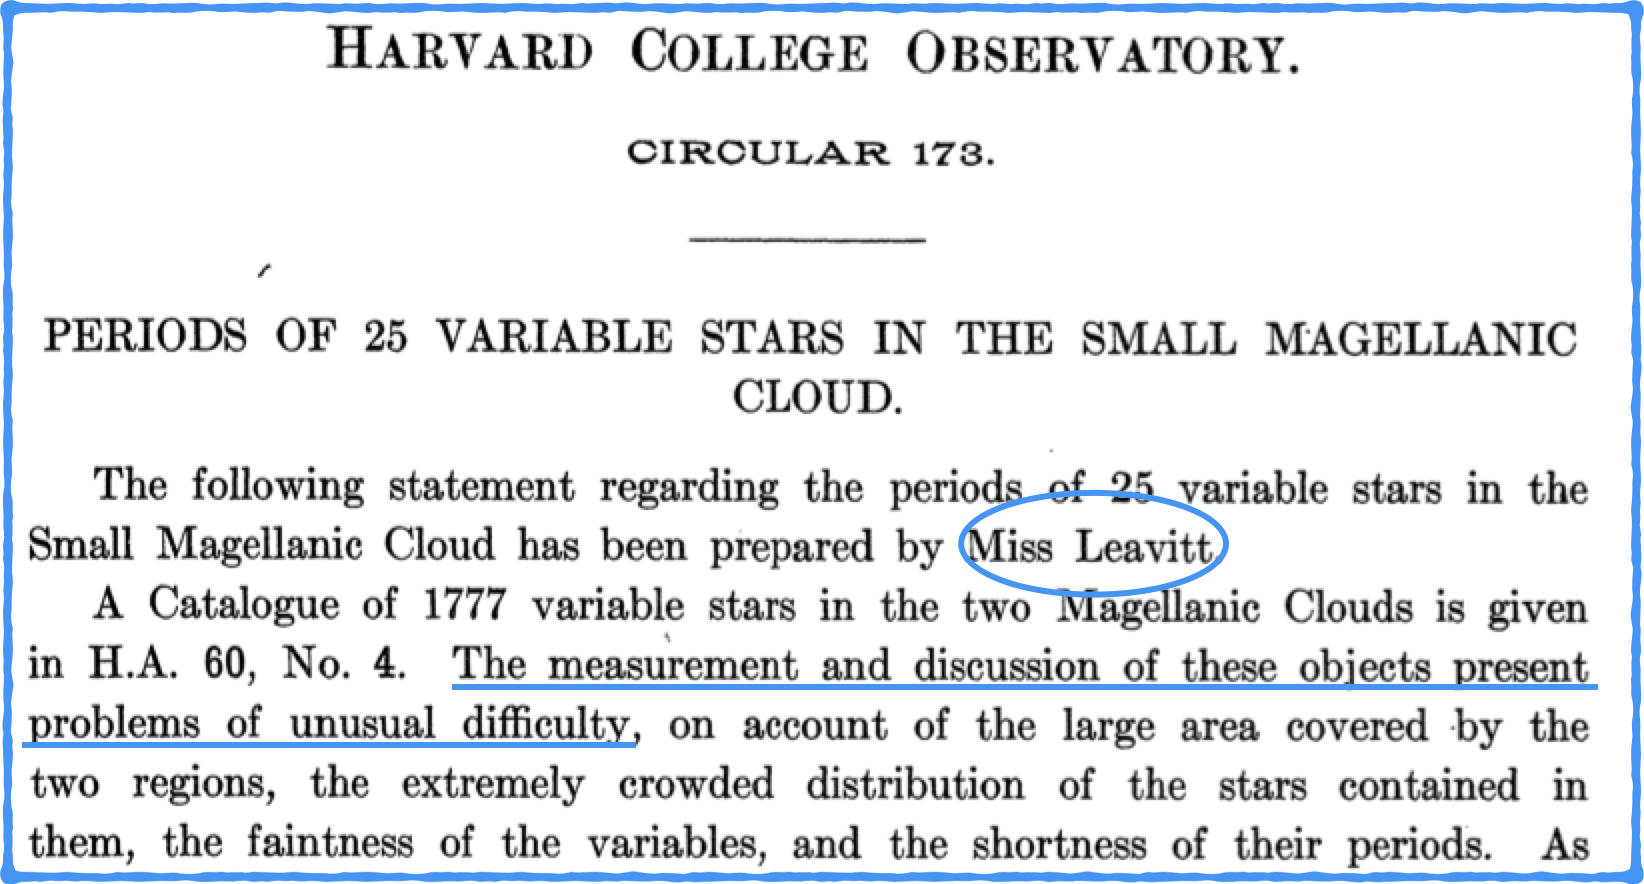 HARVARD COLLEGE OBSERVATORY.
CIRCULAR 173.
PERIODS OF 25 VARIABLE STARS IN THE SMALL MAGELLANIC
CLOUD.
The following statement regarding the periods of 25 variable stars in the
Small Magellanic Cloud has been prepared by Miss Leavitt.
A Catalogue of 1777 variable stars in the two Magellanic Clouds is given
in H.A. 60, No. 4. The measurement and discussion of these objects present
problems of unusual difficulty, on account of the large area covered by the
two regions, the extremely crowded distribution of the stars contained in
them, the faintness of the variables, and the shortness of their periods. As